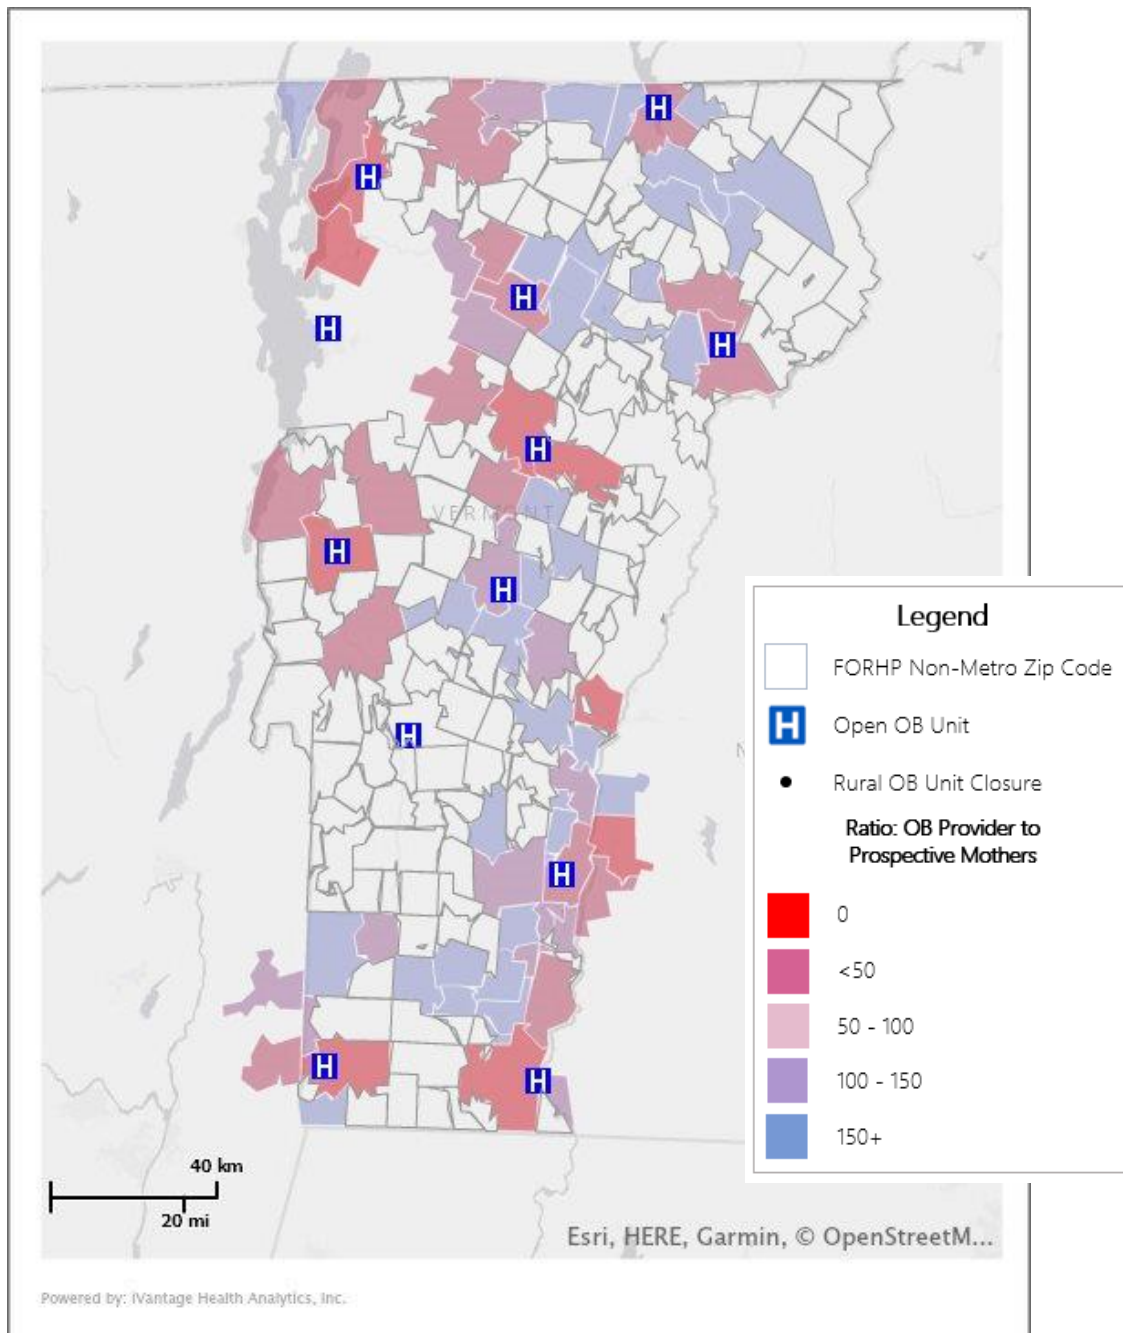 H
H
H
H
H
H
VERMONT
H
H
Legend
FORHP Non-Metro Zip Code
H Open OB Unit
Rural OB Unit Closure
Ratio: OB Provider to
Prospective Mothers
0
<50
50 - 100
100 - 150
150+
H
N
H
H
H
40 km
20 mi
Esri, HERE, Garmin, © OpenStreetM...
Powered by: iVantage Health Analytics, Inc.